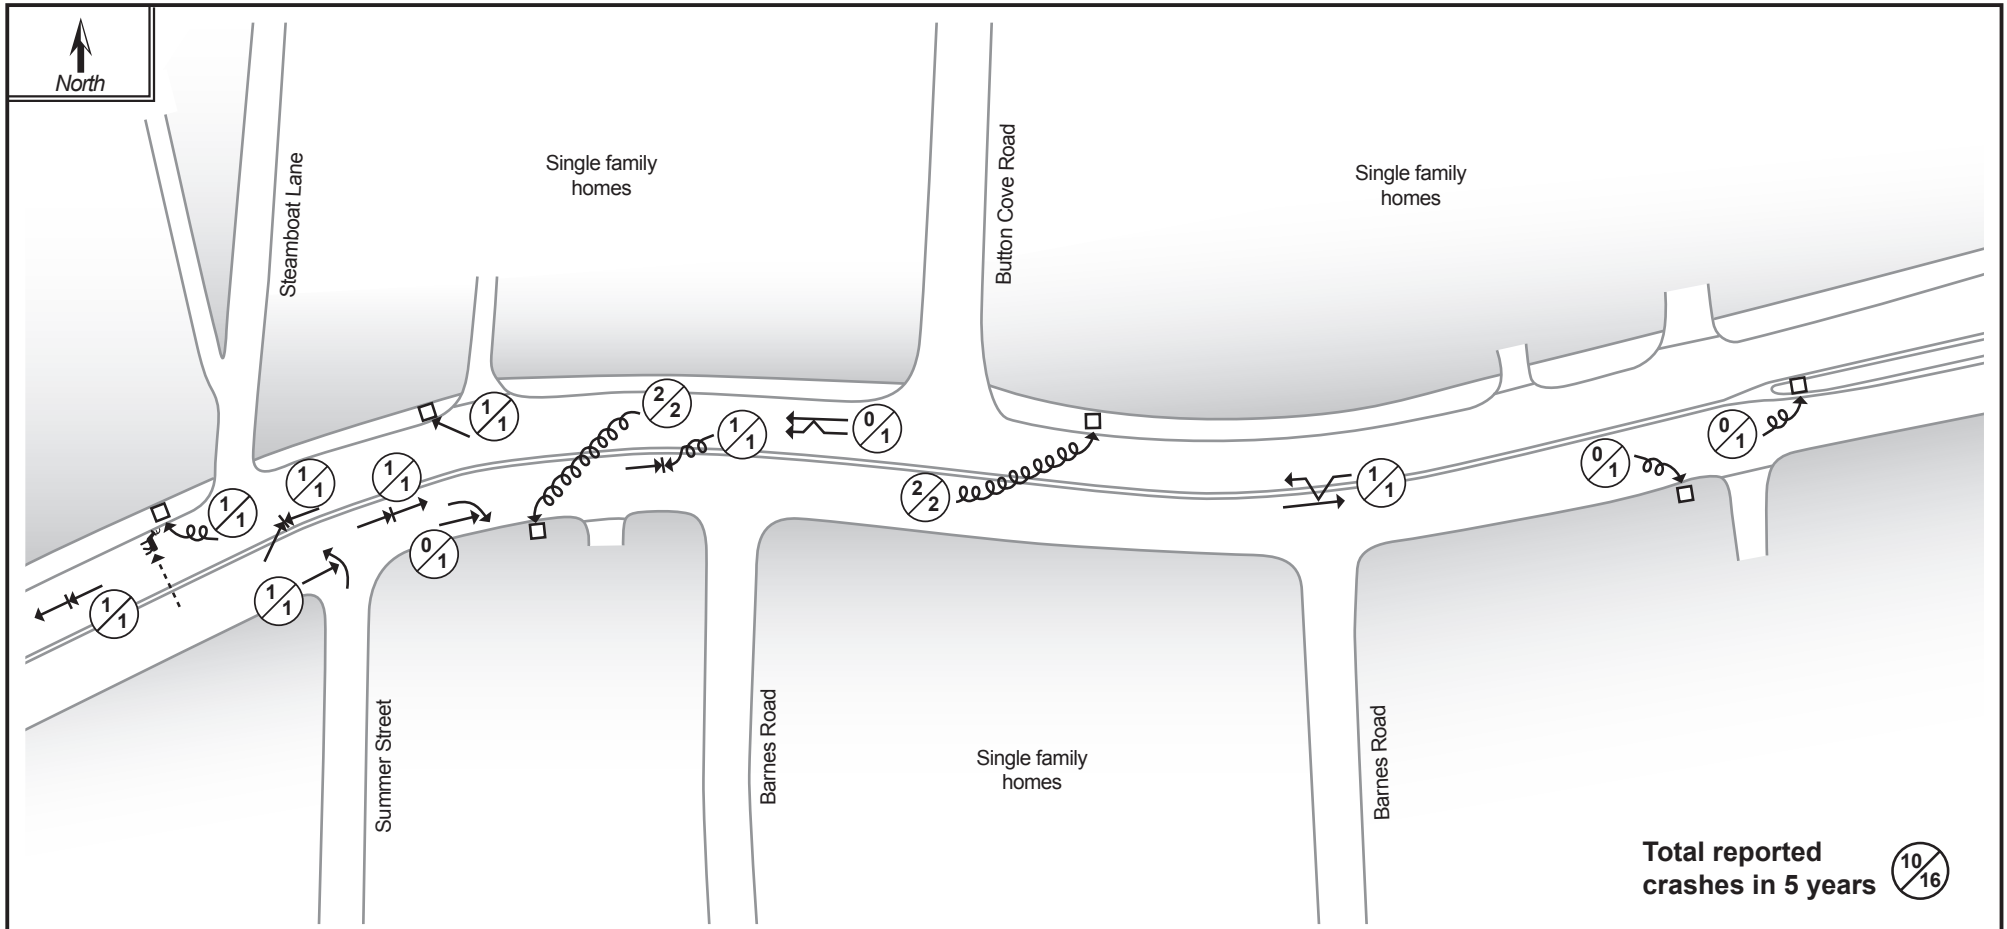 North
Steamboat Lane
Single family
homes
Button Cove Road
Single family
homes
2/2
1/1
1/1
0/1
1/1
1/1
1/1
0/1
0/1
1/1
2/2
1/1
0/1
1/1
1/1
Summer Street
Barnes Road
Single family
homes
Barnes Road
Total reported
crashes in 5 years
10/16